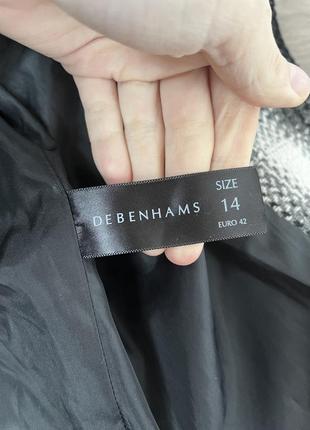 DEBENHAMS
SIZE
14
EURO 42